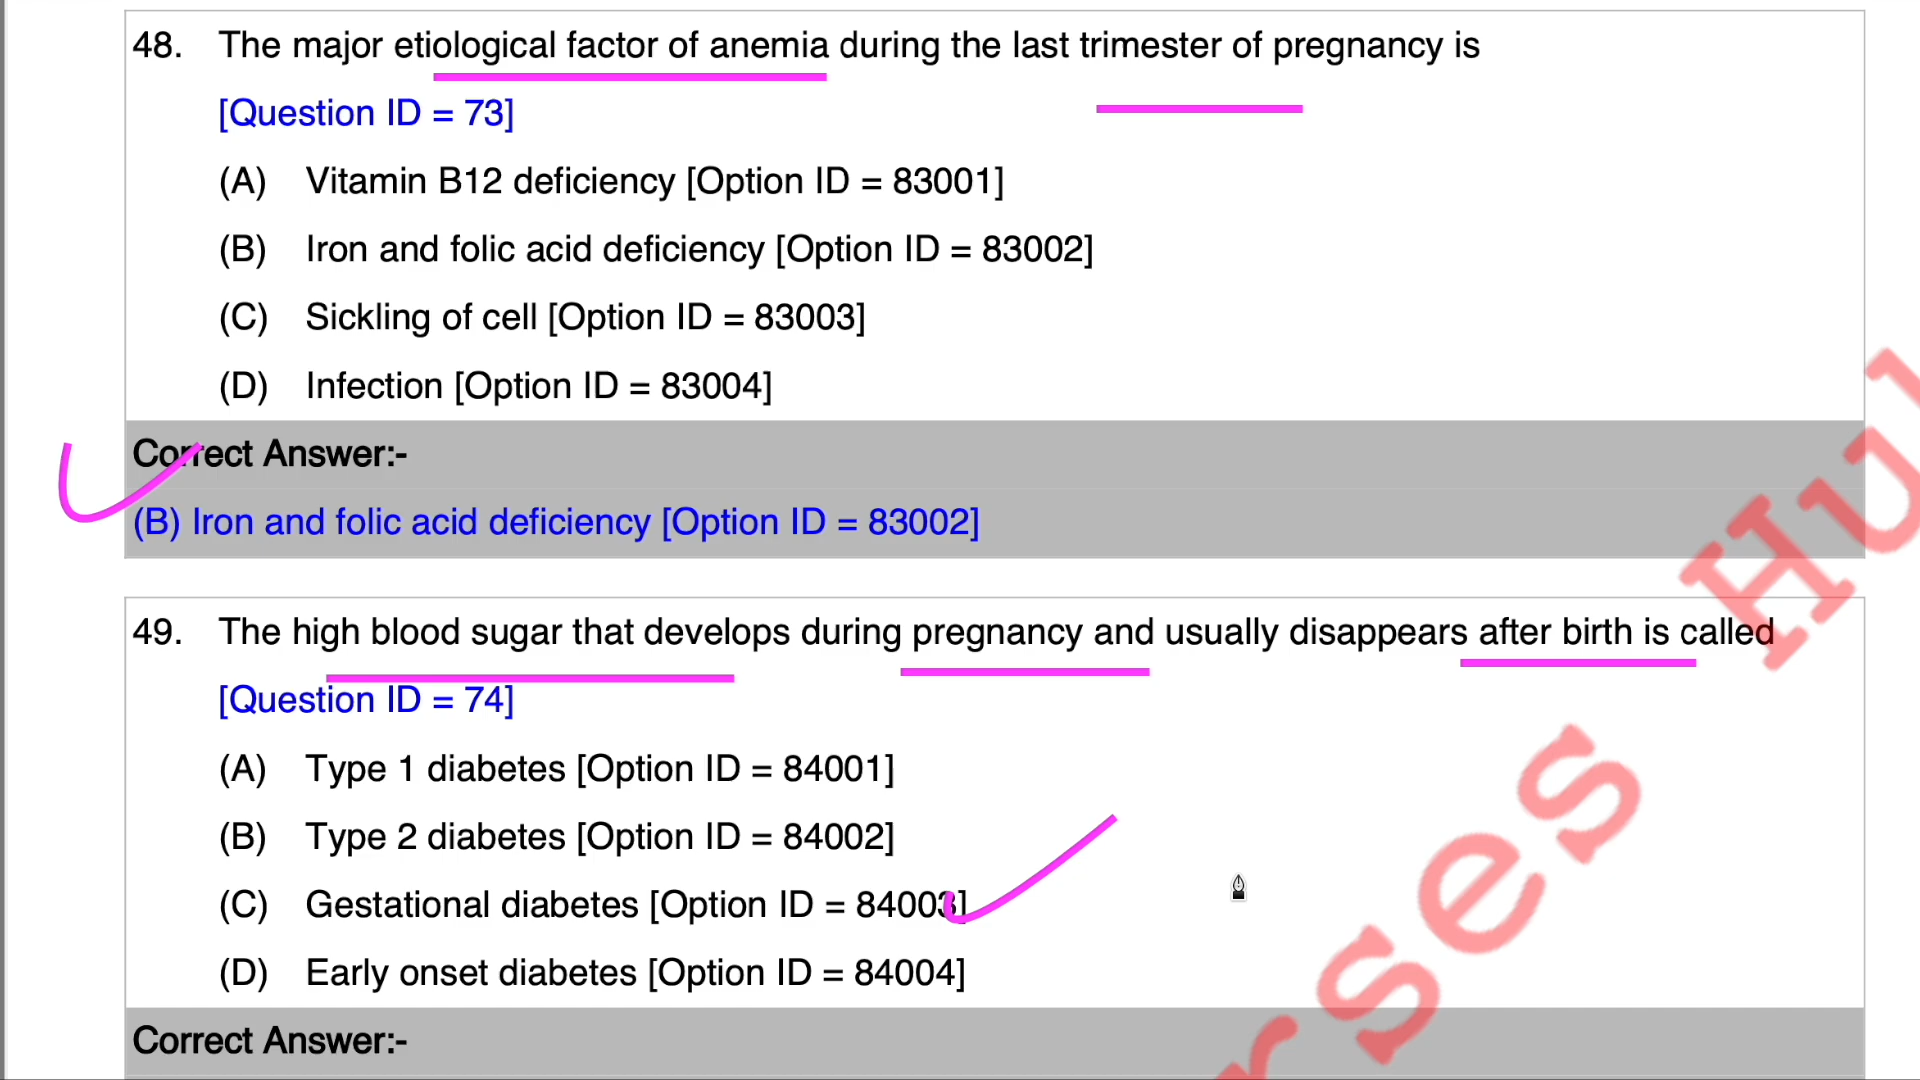 48. The major etiological factor of anemia during the last trimester of pregnancy is
[Question ID = 73]
(A) Vitamin B12 deficiency [Option ID = 83001]
(B) Iron and folic acid deficiency [Option ID = 83002]
(C) Sickling of cell [Option ID = 83003]
(D) Infection [Option ID = 83004]
Correct Answer:-
(B) Iron and folic acid deficiency [Option ID = 83002]
49. The high blood sugar that develops during pregnancy and usually disappears after birth is called
[Question ID = 74]
(A) Type 1 diabetes [Option ID = 84001]
(B) Type 2 diabetes [Option ID = 84002]
(C) Gestational diabetes [Option ID = 84003]
(D) Early onset diabetes [Option ID = 84004]
Correct Answer:-